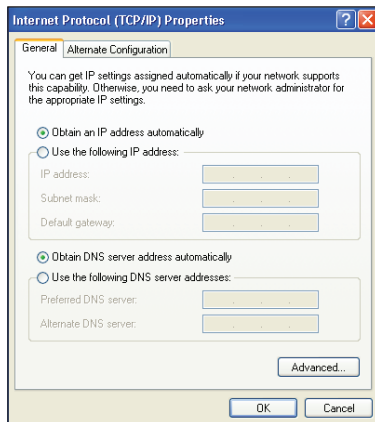 Internet Protocol (TCP/IP) Properties
General
Alternate Configuration
You can get IP settings assigned automatically if your network supports
this capability. Otherwise, you need to ask your network administrator for
the appropriate IP settings.
Obtain an IP address automatically
Use the following IP address:
IP address:
Subnet mask:
Default gateway:
Obtain DNS server address automatically
Use the following DNS server addresses:
Preferred DNS server:
Alternate DNS server:
Advanced...
OK
Cancel